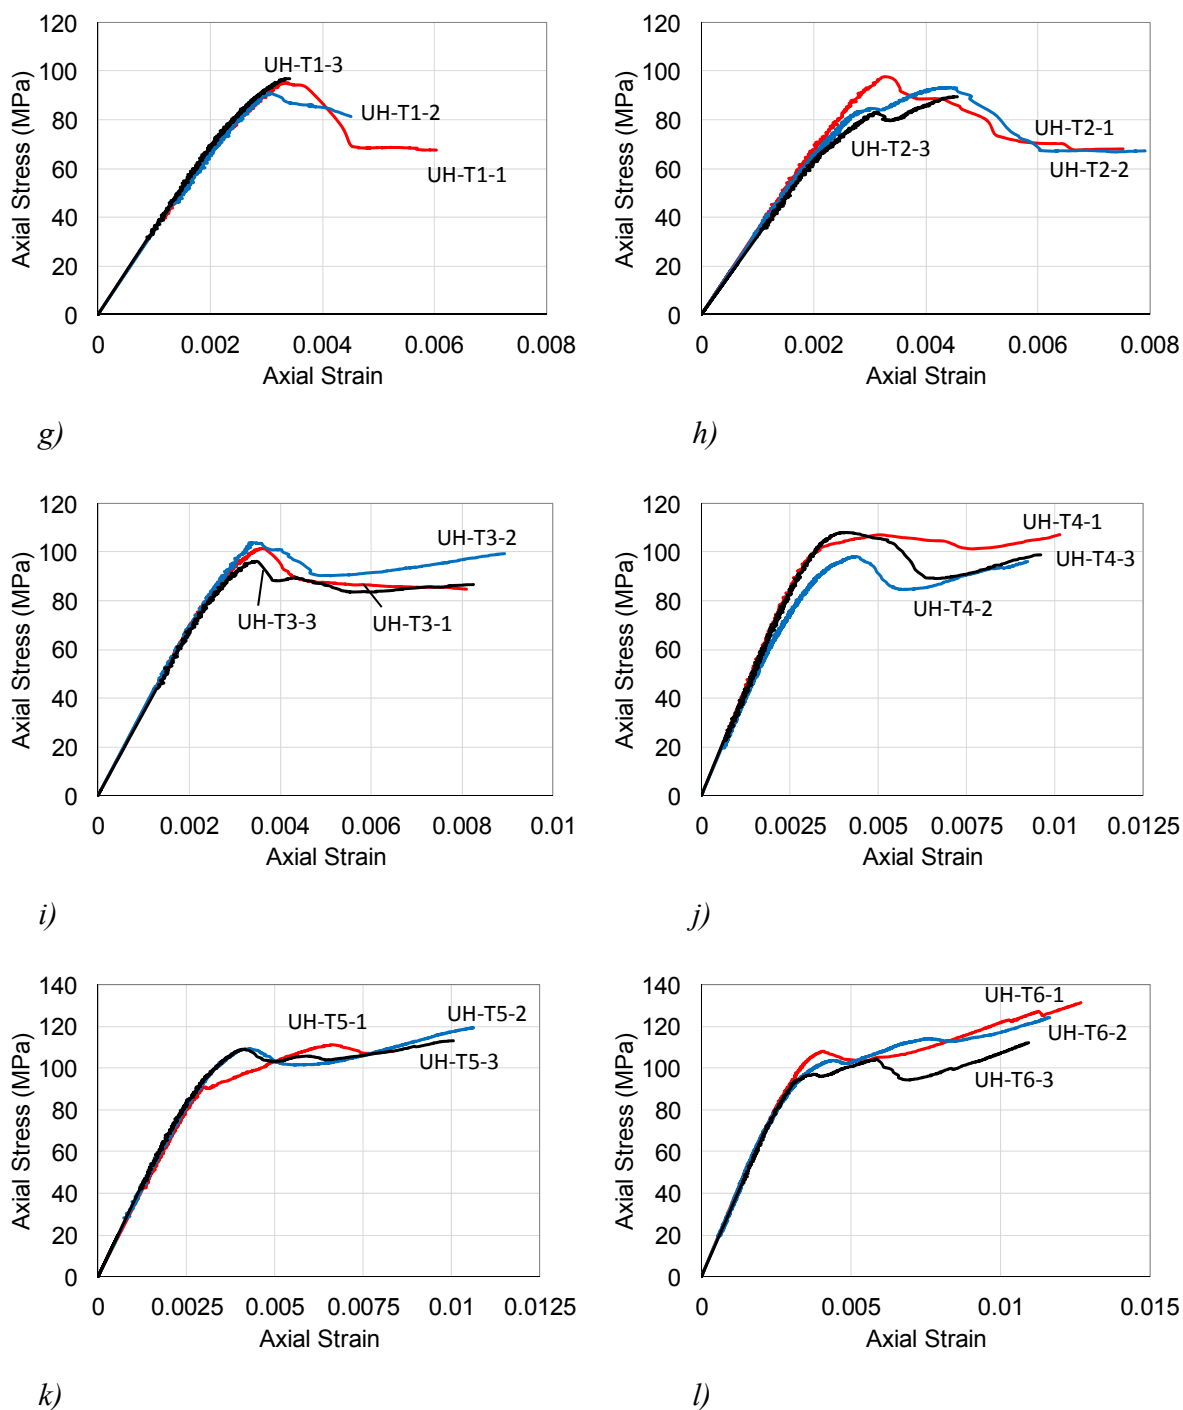 120
100
80
60
40
20
0
Axial Stress (MPa)
UH-T1-3
UH-T1-2
UH-T1-1
0 0.002 0.004 0.006 0.008
Axial Strain
g)
120
100
80
60
40
20
0
Axial Stress (MPa)
UH-T2-1
UH-T2-3
UH-T2-2
0 0.002 0.004 0.006 0.008
Axial Strain
h)
120
100
80
60
40
20
0
Axial Stress (MPa)
UH-T3-2
UH-T3-3
UH-T3-1
0 0.002 0.004 0.006 0.008 0.01
Axial Strain
i)
120
100
80
60
40
20
0
Axial Stress (MPa)
UH-T4-1
UH-T4-3
UH-T4-2
0 0.0025 0.005 0.0075 0.01 0.0125
Axial Strain
j)
140
120
100
80
60
40
20
0
Axial Stress (MPa)
UH-T5-1
UH-T5-2
UH-T5-3
0 0.0025 0.005 0.0075 0.01 0.0125
Axial Strain
k)
140
120
100
80
60
40
20
0
Axial Stress (MPa)
UH-T6-1
UH-T6-2
UH-T6-3
0 0.005 0.01 0.015
Axial Strain
l)